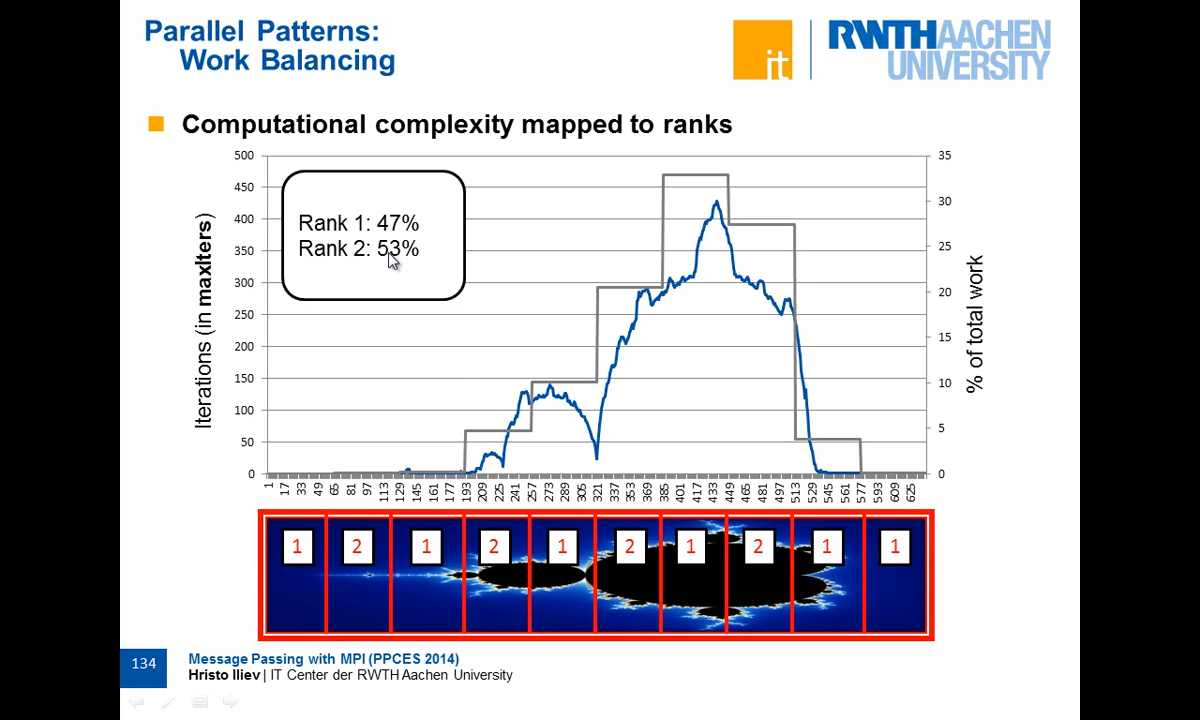 Parallel Patterns:
Work Balancing
it
RWTHAACHEN
UNIVERSITY
Computational complexity mapped to ranks
500
450
400
350
300
250
200
150
100
50
0
35
30
25
20
15
10
5
0
Iterations (in maxIters)
% of total work
Rank 1: 47%
Rank 2: 53%
1 17 33 49 65 81 97 113 129 145 161 177 193 209 225 241 257 273 289 305 321 337 353 369 385 401 417 433 449 465 481 497 513 529 545 561 577 593 609 625
1 2 1 2 1 2 1 2 1 1
134
Message Passing with MPI (PPCES 2014)
Hristo Iliev | IT Center der RWTH Aachen University